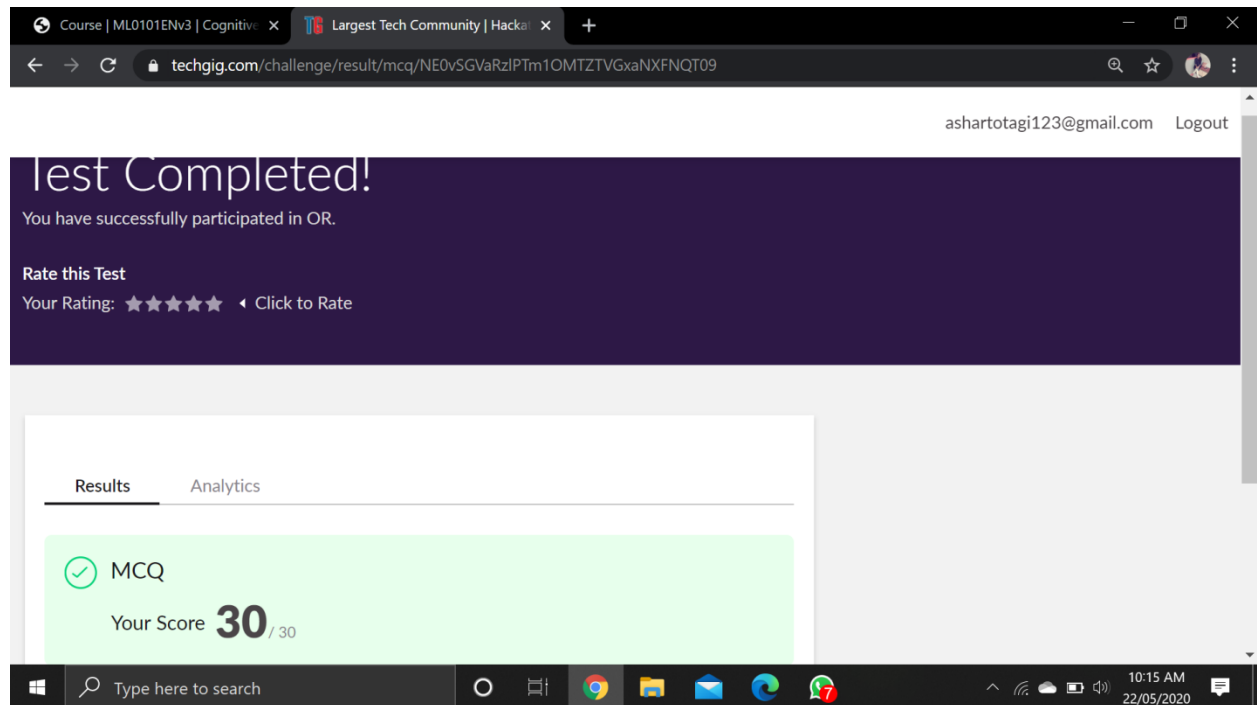 Course | ML0101ENv3 | Cognitive
Largest Tech Community | Hacka
techgig.com/challenge/result/mcq/NE0vSGVaRzlPTm1OMTZTVGxaNXFNQT09
ashartotagi123@gmail.com Logout
Test Completed!
You have successfully participated in OR.
Rate this Test
Your Rating: Click to Rate
Results Analytics
MCQ
Your Score 30 / 30
Type here to search
7
10:15 AM
22/05/2020